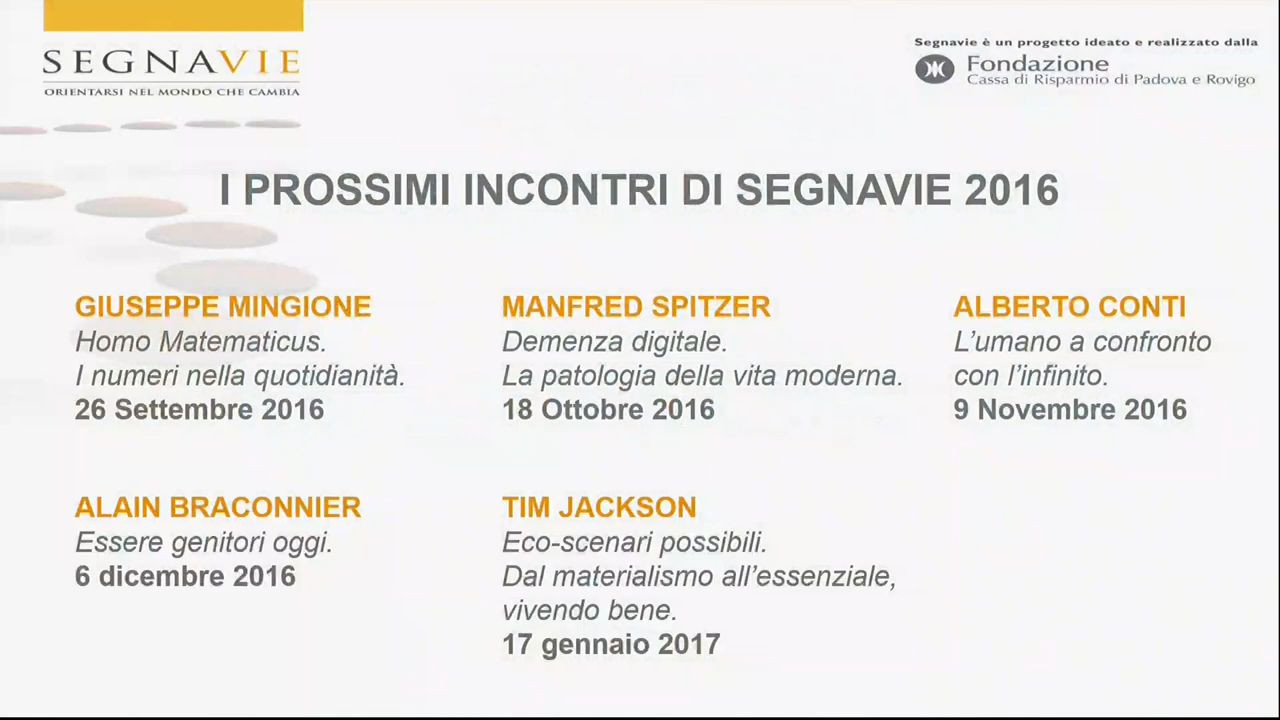 SEGNAVIE
ORIENTARSI NEL MONDO CHE CAMBIA
Segnavie è un progetto ideato e realizzato dalla
Fondazione
Cassa di Risparmio di Padova e Rovigo
I PROSSIMI INCONTRI DI SEGNAVIE 2016
GIUSEPPE MINGIONE
Homo Matematicus.
I numeri nella quotidianità.
26 Settembre 2016
MANFRED SPITZER
Demenza digitale.
La patologia della vita moderna.
18 Ottobre 2016
ALBERTO CONTI
L'umano a confronto
con l'infinito.
9 Novembre 2016
ALAIN BRACONNIER
Essere genitori oggi.
6 dicembre 2016
TIM JACKSON
Eco-scenari possibili.
Dal materialismo all'essenziale,
vivendo bene.
17 gennaio 2017